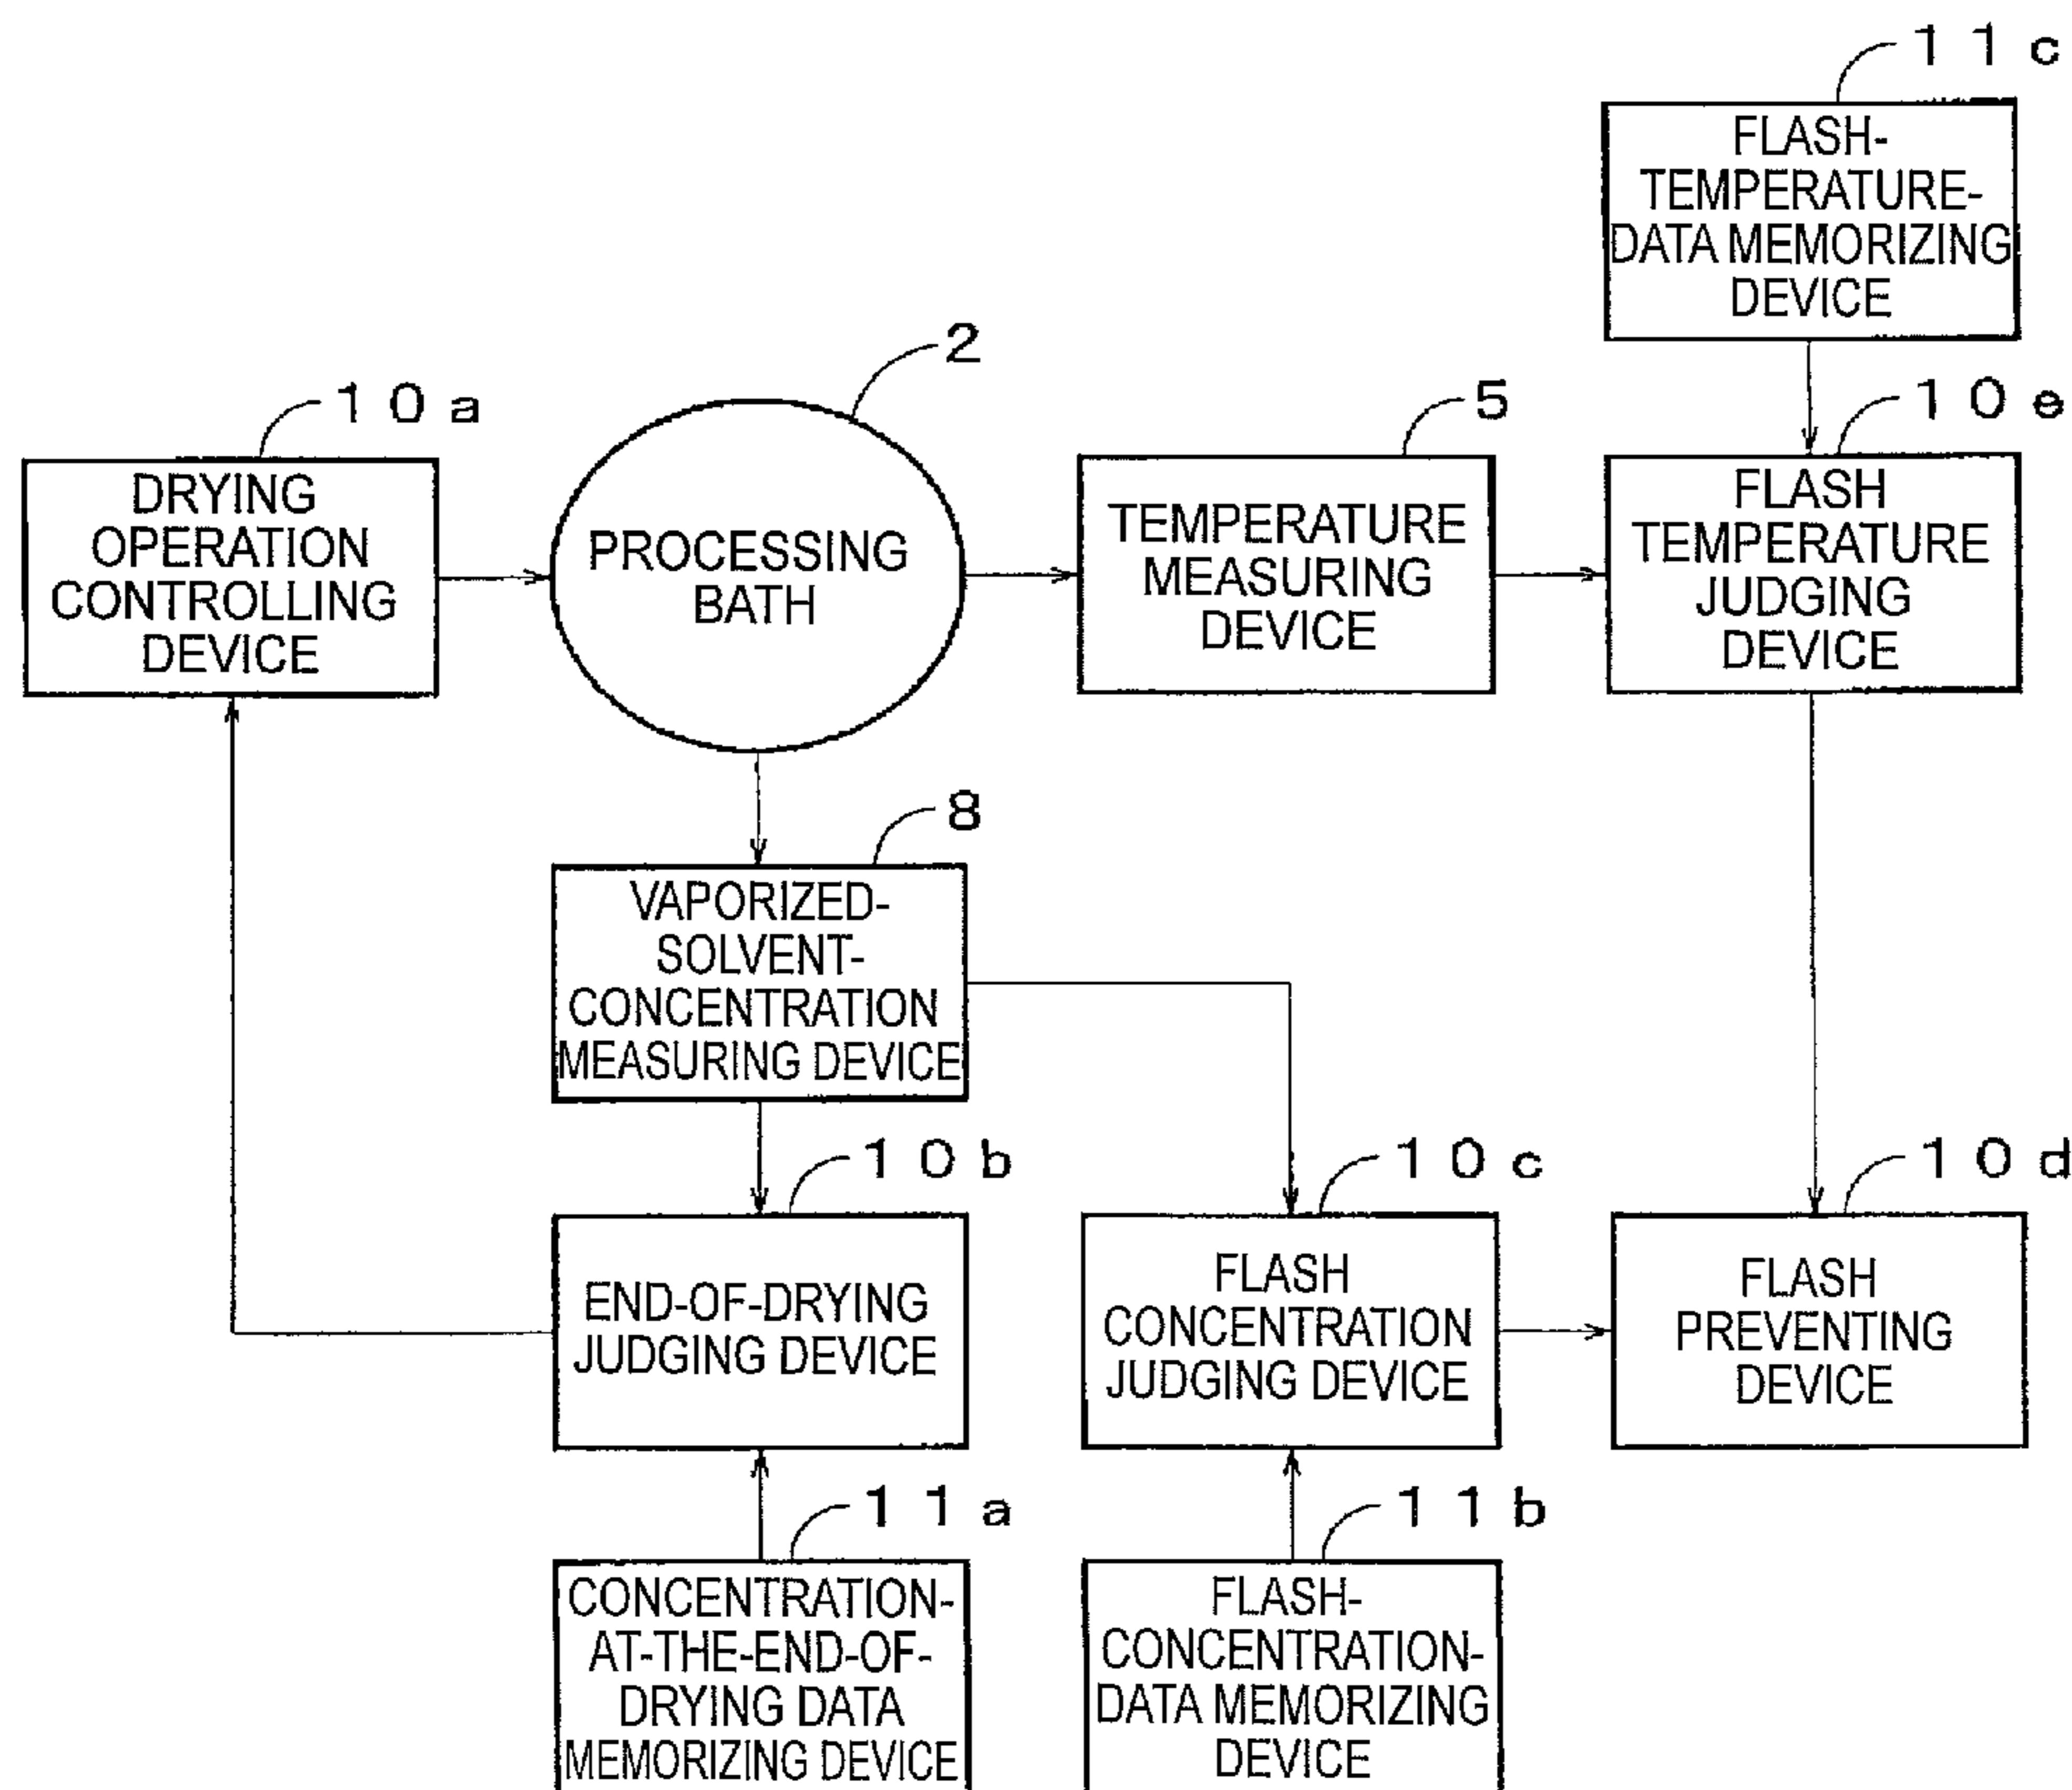 11c
FLASH-
TEMPERATURE-
DATA MEMORIZING
DEVICE
2
10a
5
10e
DRYING
OPERATION
CONTROLLING
DEVICE
PROCESSING
BATH
TEMPERATURE
MEASURING
DEVICE
FLASH
TEMPERATURE
JUDGING
DEVICE
8
VAPORIZED-
SOLVENT-
CONCENTRATION
MEASURING DEVICE
10b
10c
10d
END-OF-DRYING
JUDGING DEVICE
FLASH
CONCENTRATION
JUDGING DEVICE
FLASH
PREVENTING
DEVICE
11a
11b
CONCENTRATION-
AT-THE-END-OF-
DRYING DATA
MEMORIZING DEVICE
FLASH-
CONCENTRATION-
DATA MEMORIZING
DEVICE